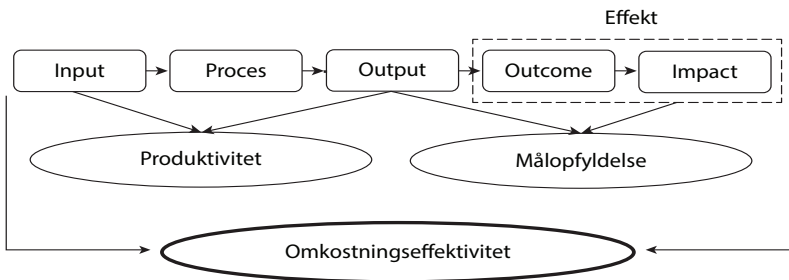 Effekt
Input
Proces
Output
Outcome
Impact
Produktivitet
Målopfyldelse
Omkostningseffektivitet